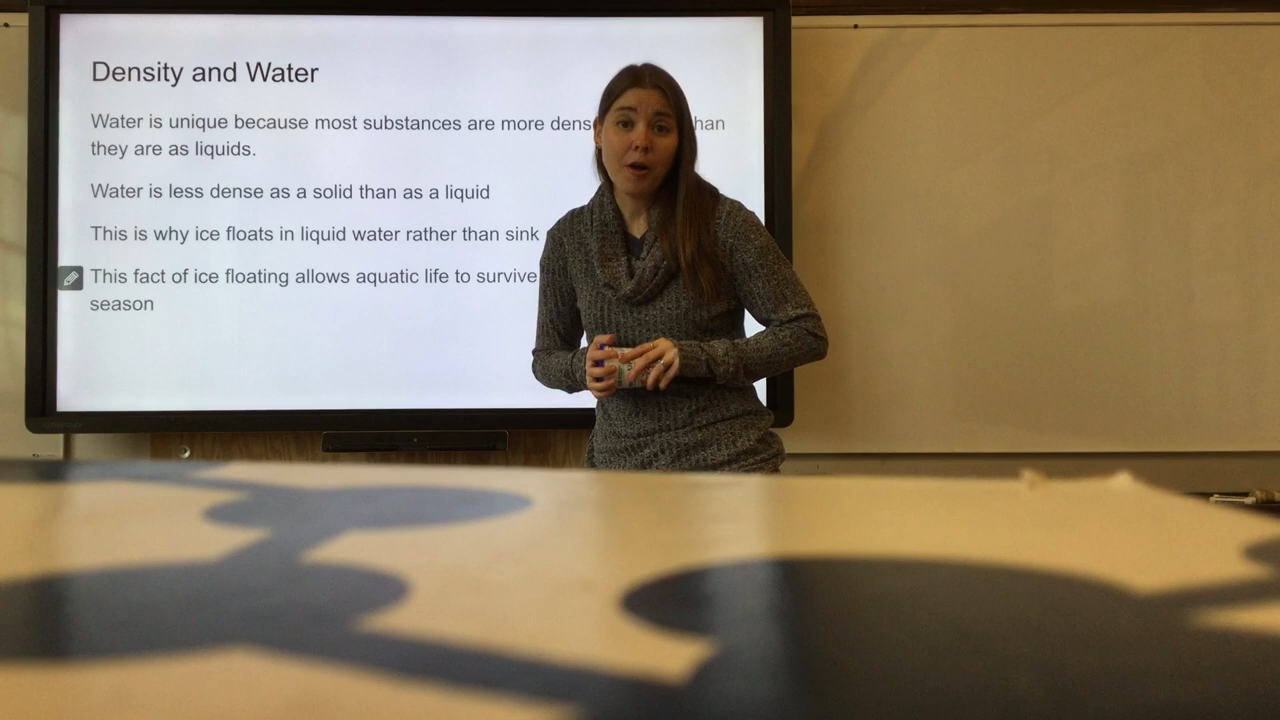 Density and Water
Water is unique because most substances are more dens han
they are as liquids.
Water is less dense as a solid than as a liquid
This is why ice floats in liquid water rather than sink
This fact of ice floating allows aquatic life to survive
season